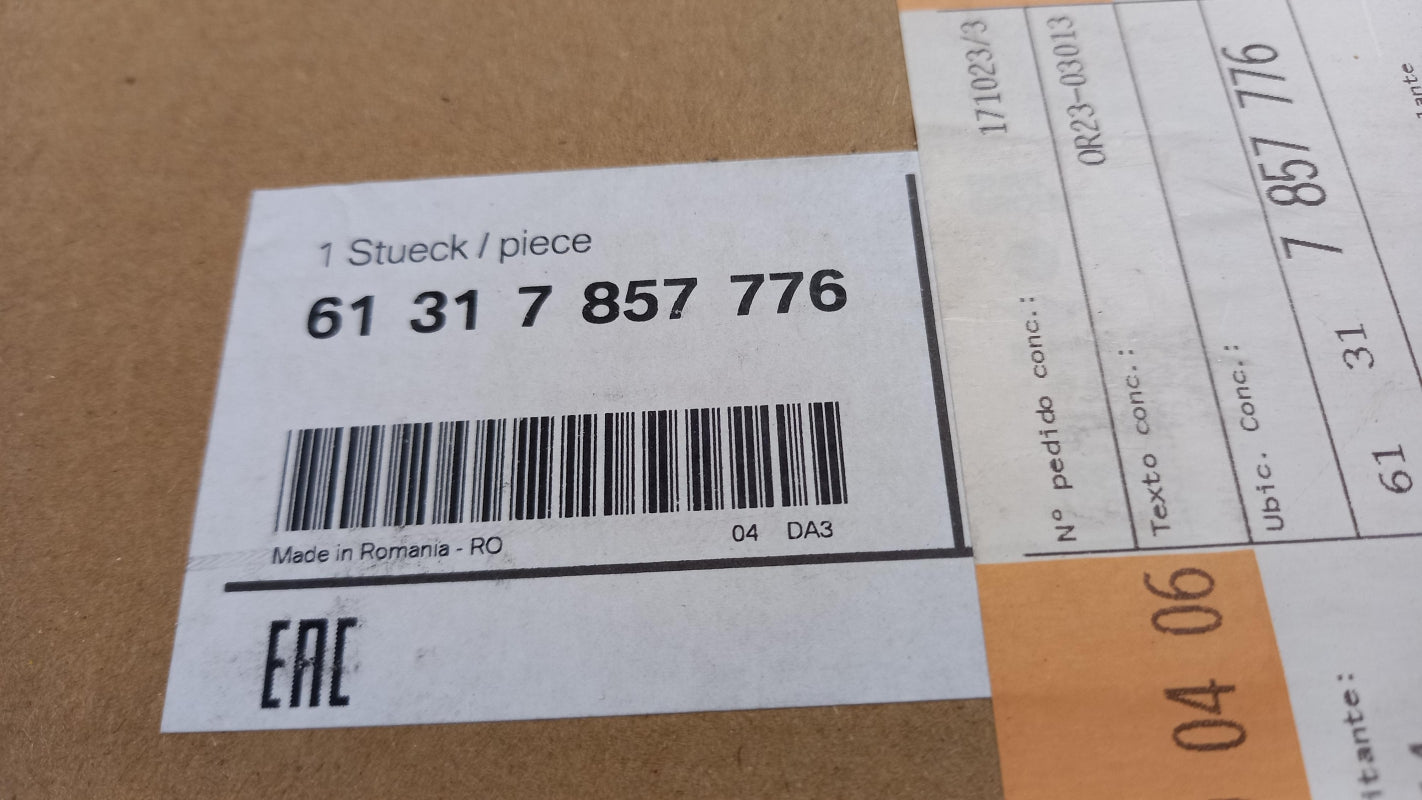 1 Stueck / piece
61 31 7 857 776
04 DA3
Made in Romania - RO
EAC
171023/3
Nº pedido conc.:
OR23-03013
Texto conc.:
Ubic. conc.:
61 31 7 857 776
04 06